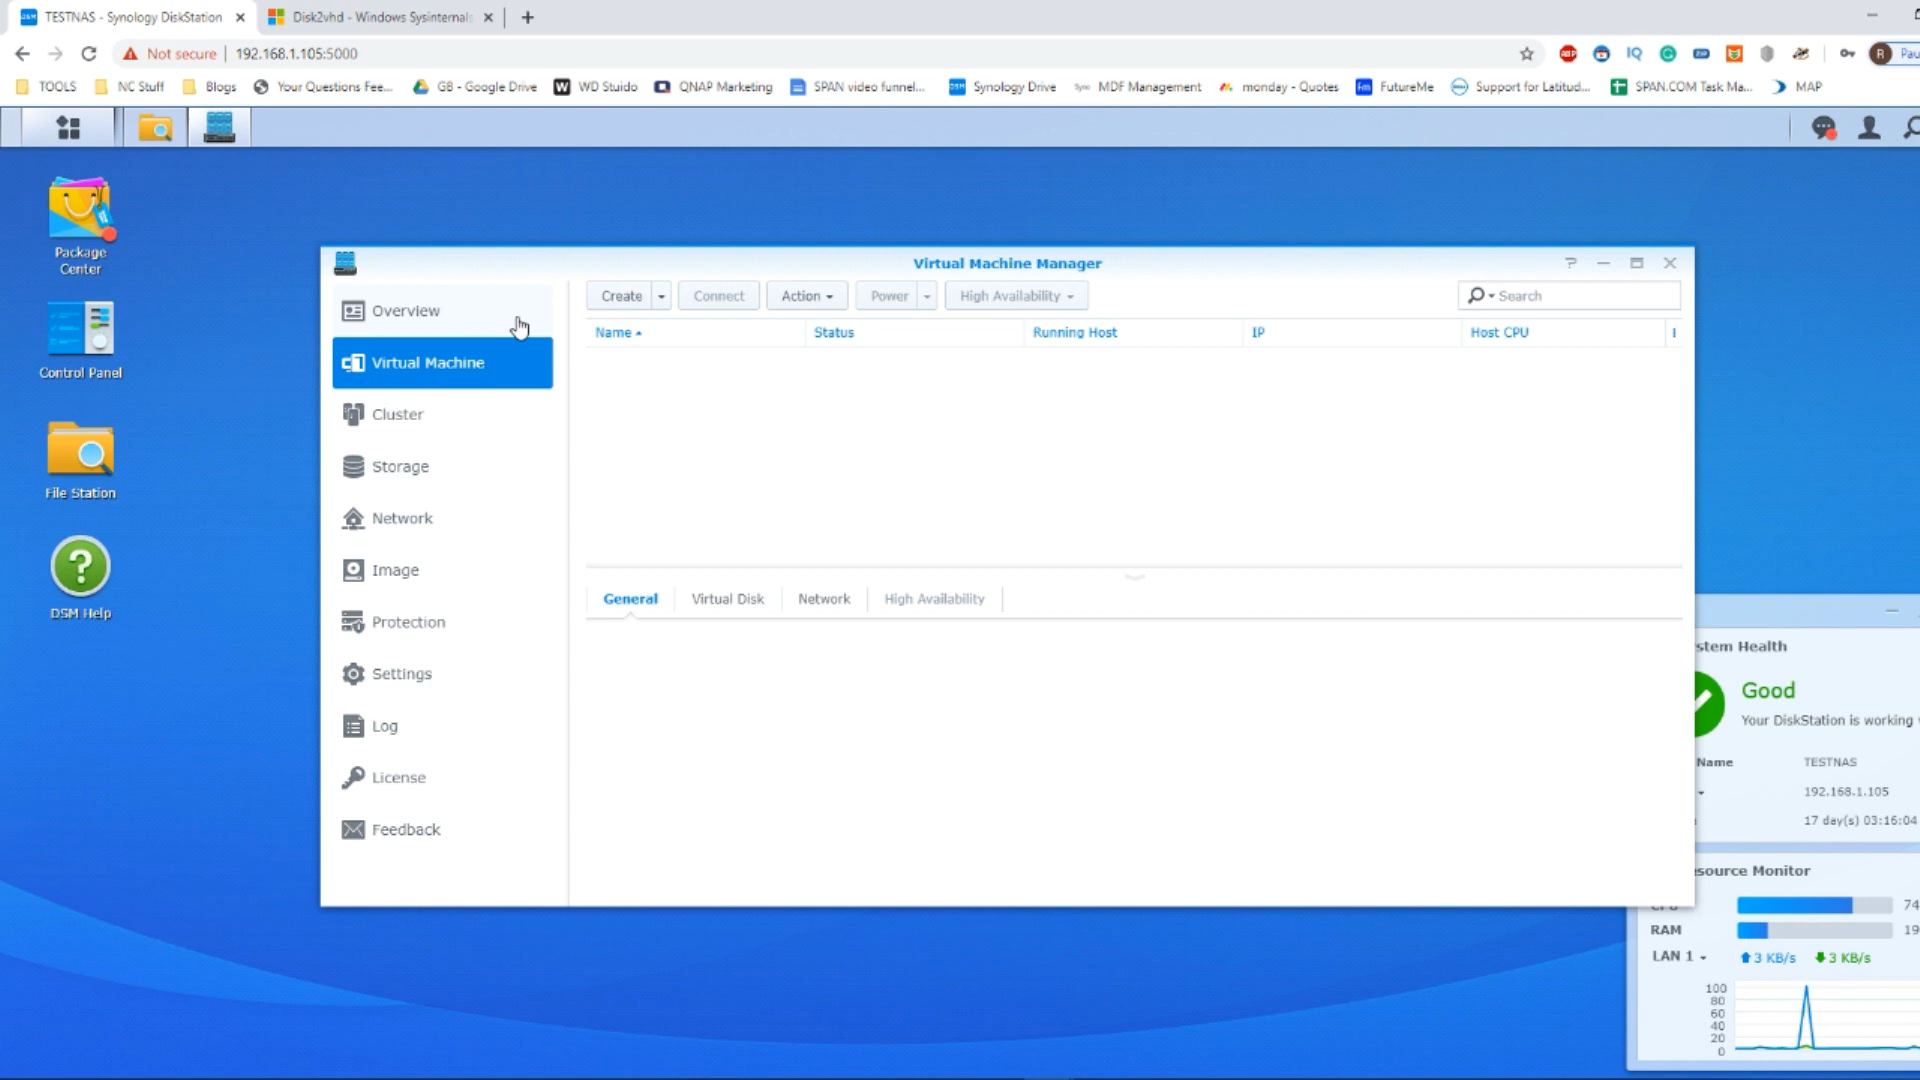 TESTNAS - Synology DiskStation
Disk2vhd - Windows Sysinternals
Not secure
192.168.1.105:5000
TOOLS
NC Stuff
Blogs
Your Questions Fee...
GB - Google Drive
WD Stuido
QNAP Marketing
SPAN video funnel...
Synology Drive
MDF Management
monday - Quotes
FutureMe
Support for Latitud...
SPAN.COM Task Ma...
MAP
Package
Center
Control Panel
File Station
DSM Help
Virtual Machine Manager
Overview
Virtual Machine
Cluster
Storage
Network
Image
Protection
Settings
Log
License
Feedback
Create
Connect
Action
Power
High Availability
Search
Name
Status
Running Host
IP
Host CPU
General
Virtual Disk
Network
High Availability
stem Health
Good
Your DiskStation is working
Name
TESTNAS
192.168.1.105
17 day(s) 03:16:04
source Monitor
CPU
74
RAM
19
LAN 1
3 KB/s
3 KB/s
100
80
60
40
20
0